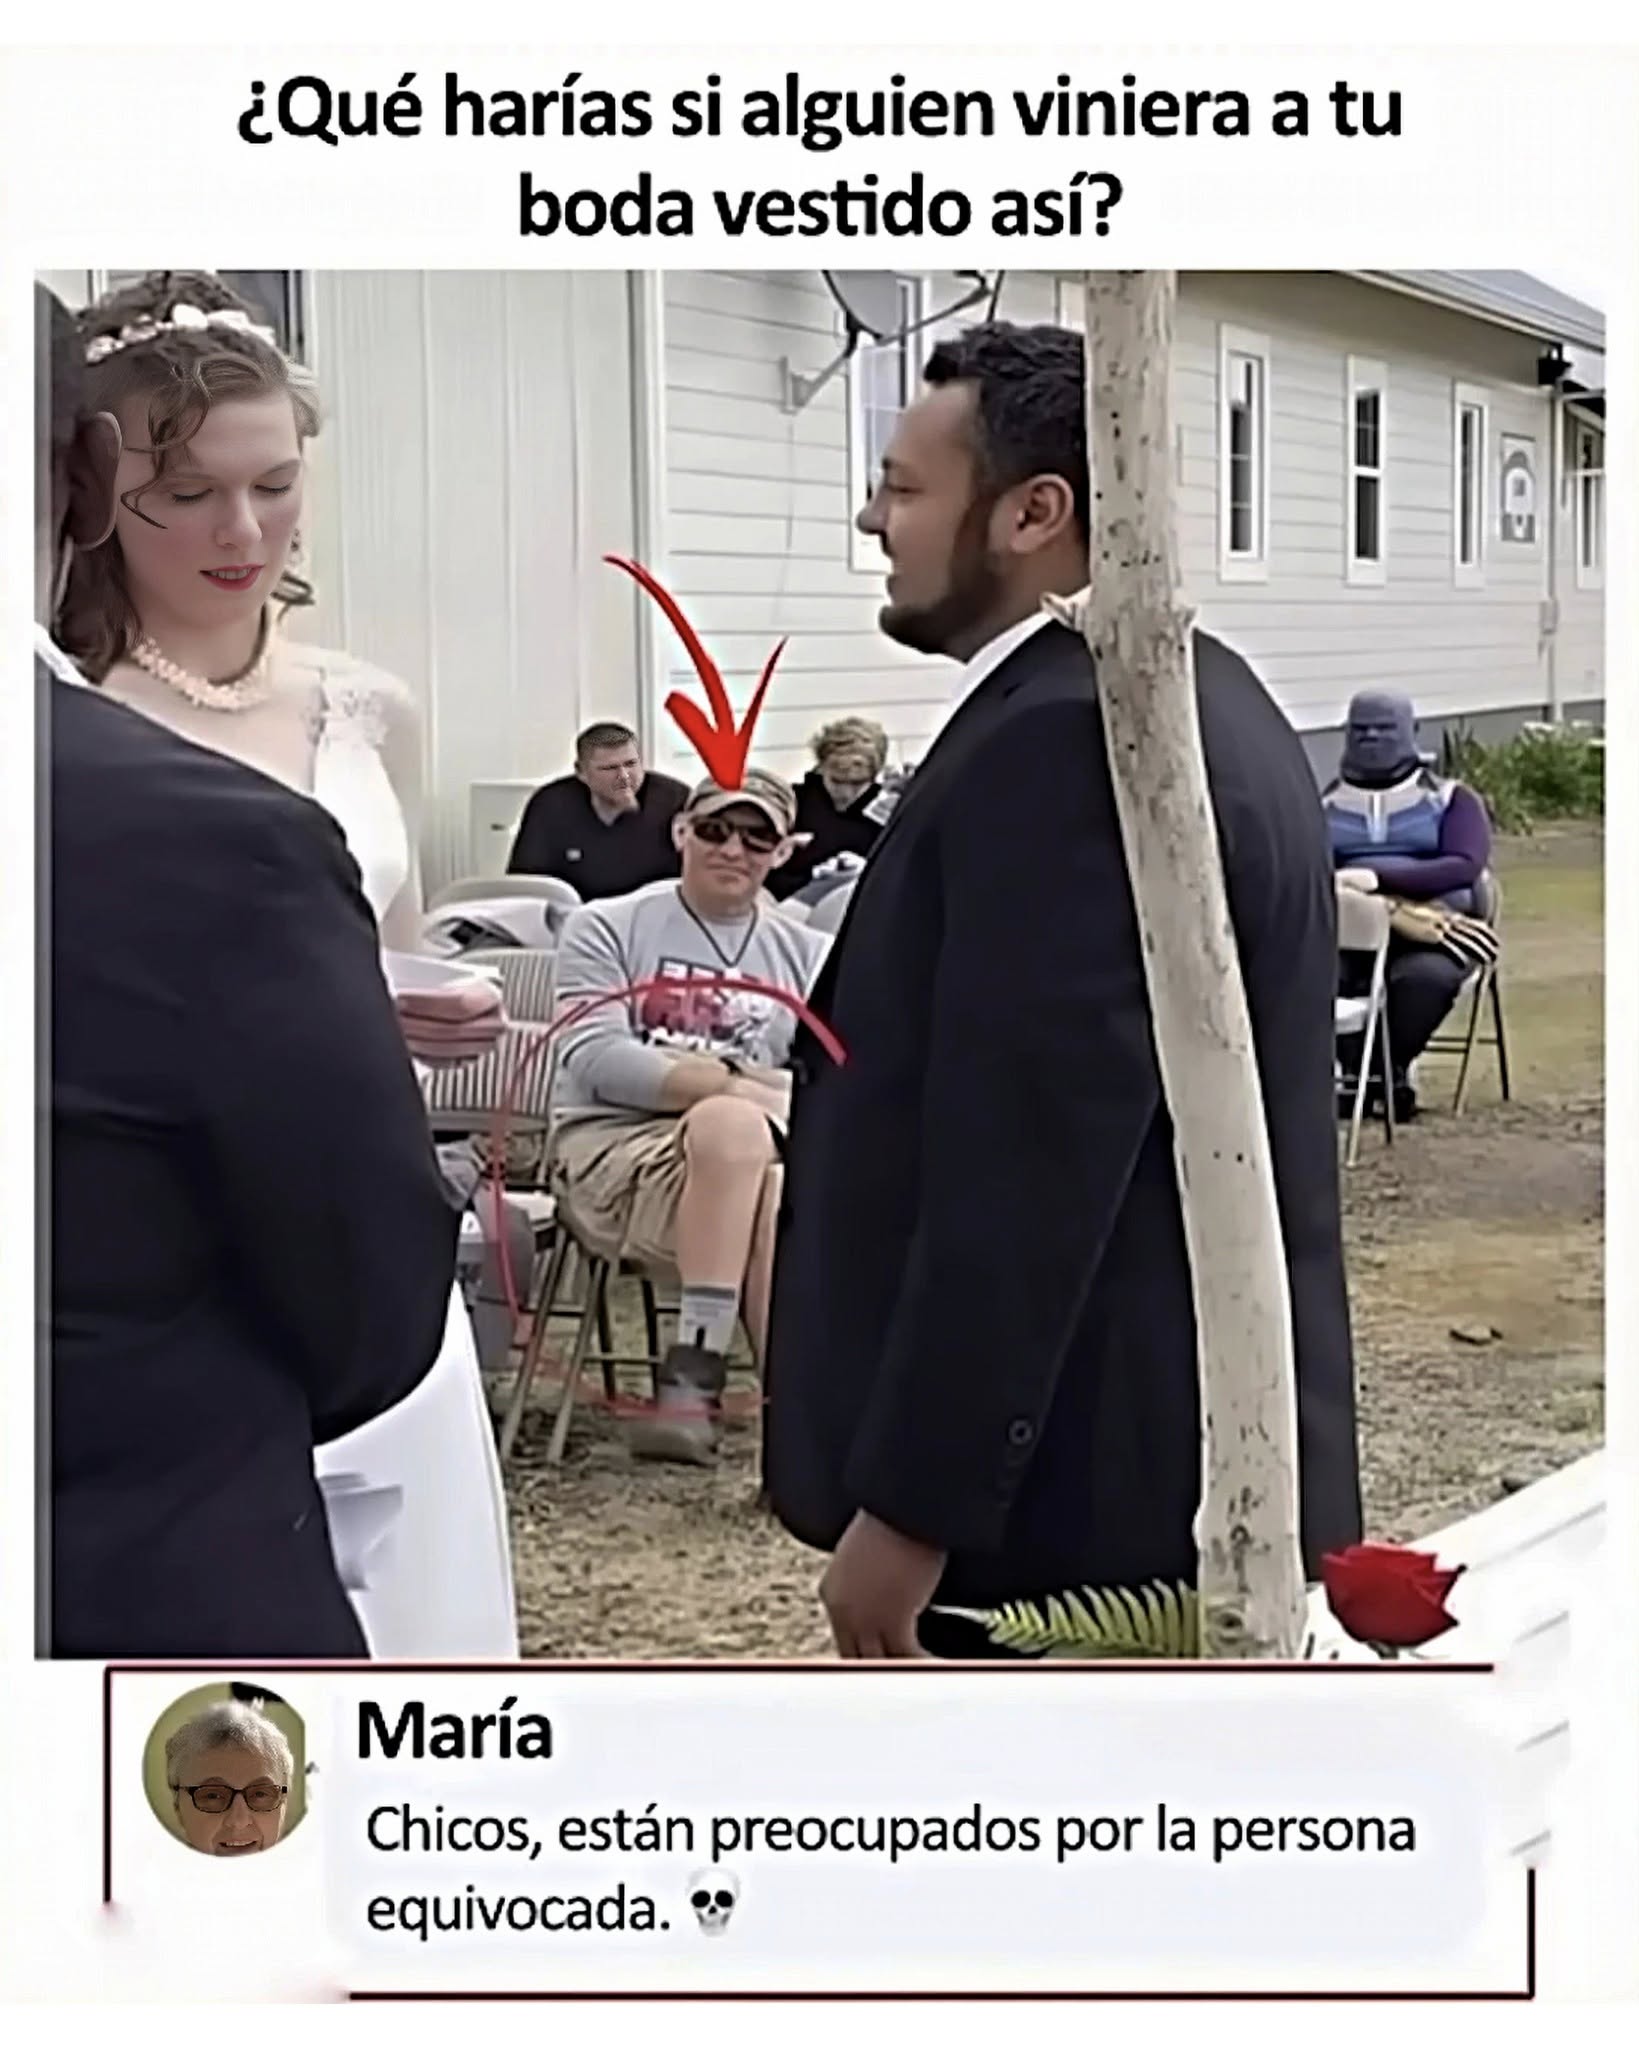 ¿Qué harías si alguien viniera a tu
boda vestido así?
María
Chicos, están preocupados por la persona
equivocada. 💀